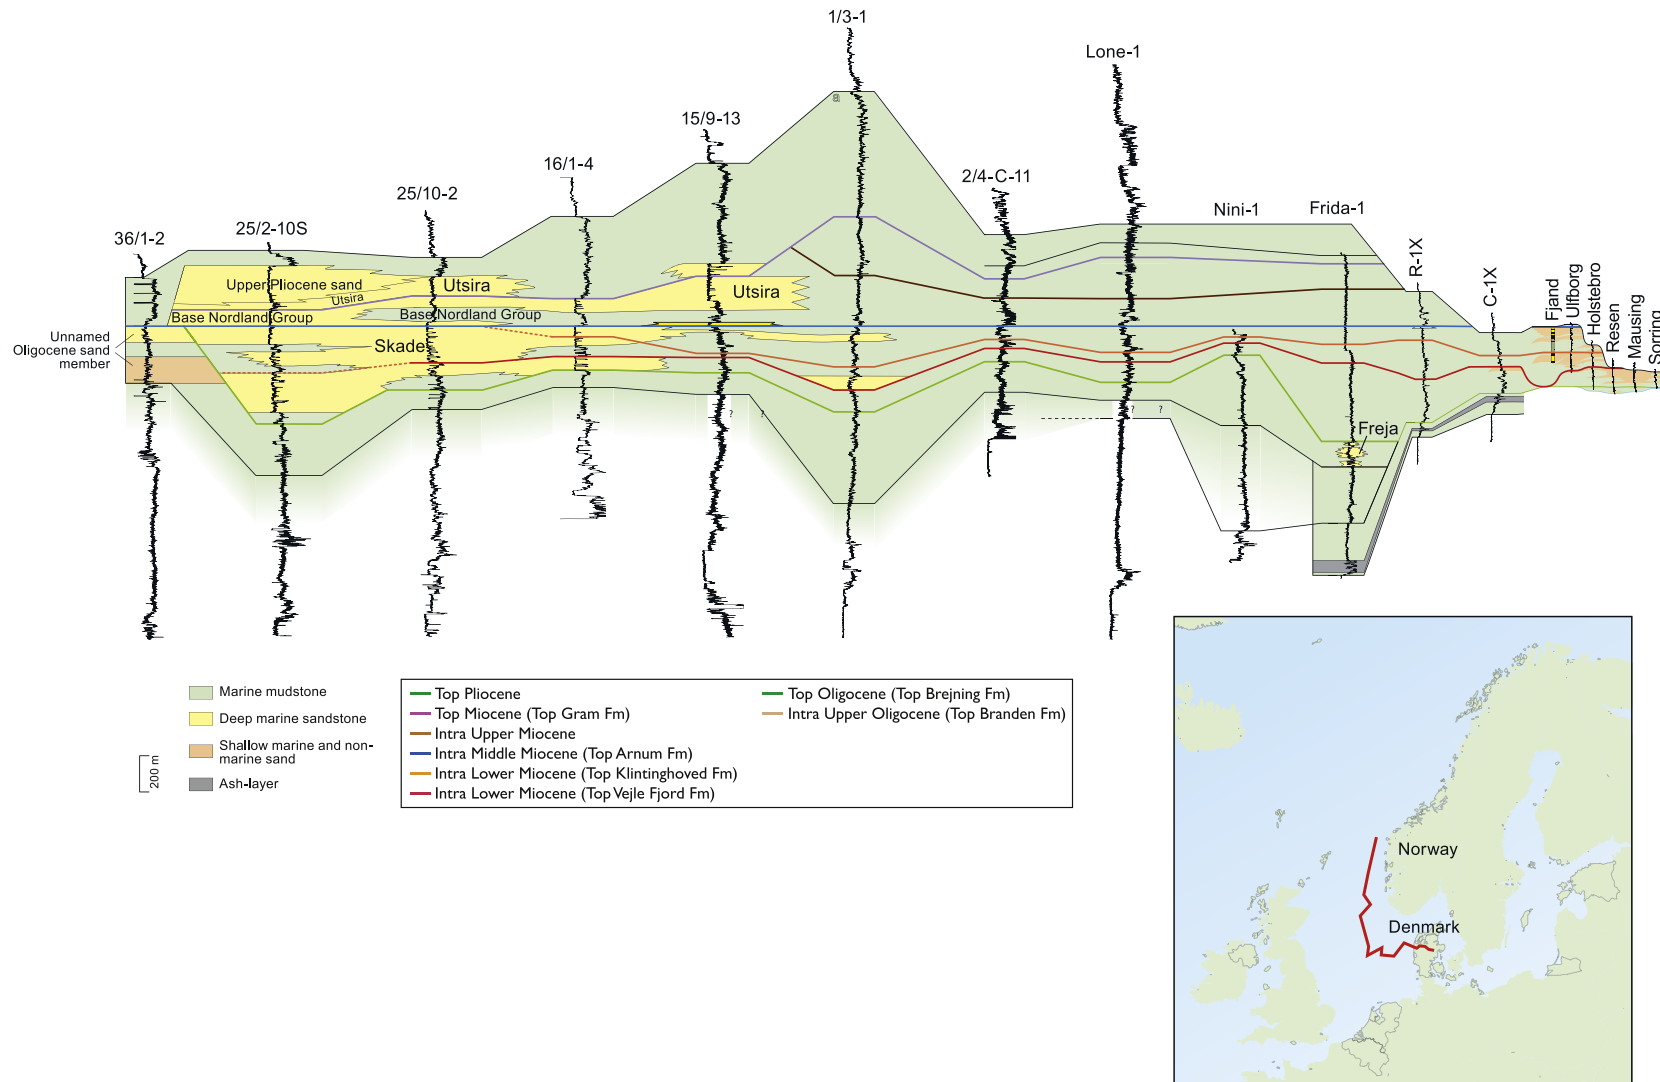 1/3-1
Lone-1
15/9-13
16/1-4
2/4-C-11
25/10-2
Nini-1
Frida-1
25/2-10S
36/1-2
R-1X
C-1X
Fjand
Ulfborg
Holstebro
Resen
Mausing
Sorring
Upper Pliocene sand
Utsira
Utsira
Utsira
Base Nordland Group
Base Nordland Group
Unnamed
Oligocene sand
member
Skade
Freja
? ?
? ?
200 m
Marine mudstone
Deep marine sandstone
Shallow marine and non-
marine sand
Ash-layer
Top Pliocene
Top Miocene (Top Gram Fm)
Intra Upper Miocene
Intra Middle Miocene (Top Arnum Fm)
Intra Lower Miocene (Top Klintinghoved Fm)
Intra Lower Miocene (Top Vejle Fjord Fm)
Top Oligocene (Top Brejning Fm)
Intra Upper Oligocene (Top Branden Fm)
Norway
Denmark